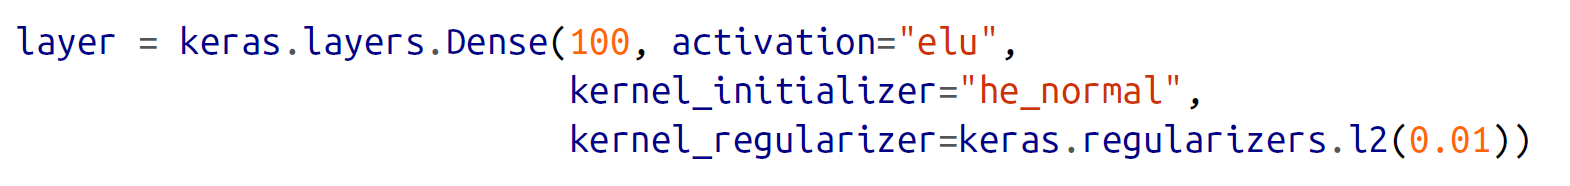 layer = keras.layers.Dense(100, activation="elu",
                           kernel_initializer="he_normal",
                           kernel_regularizer=keras.regularizers.l2(0.01))